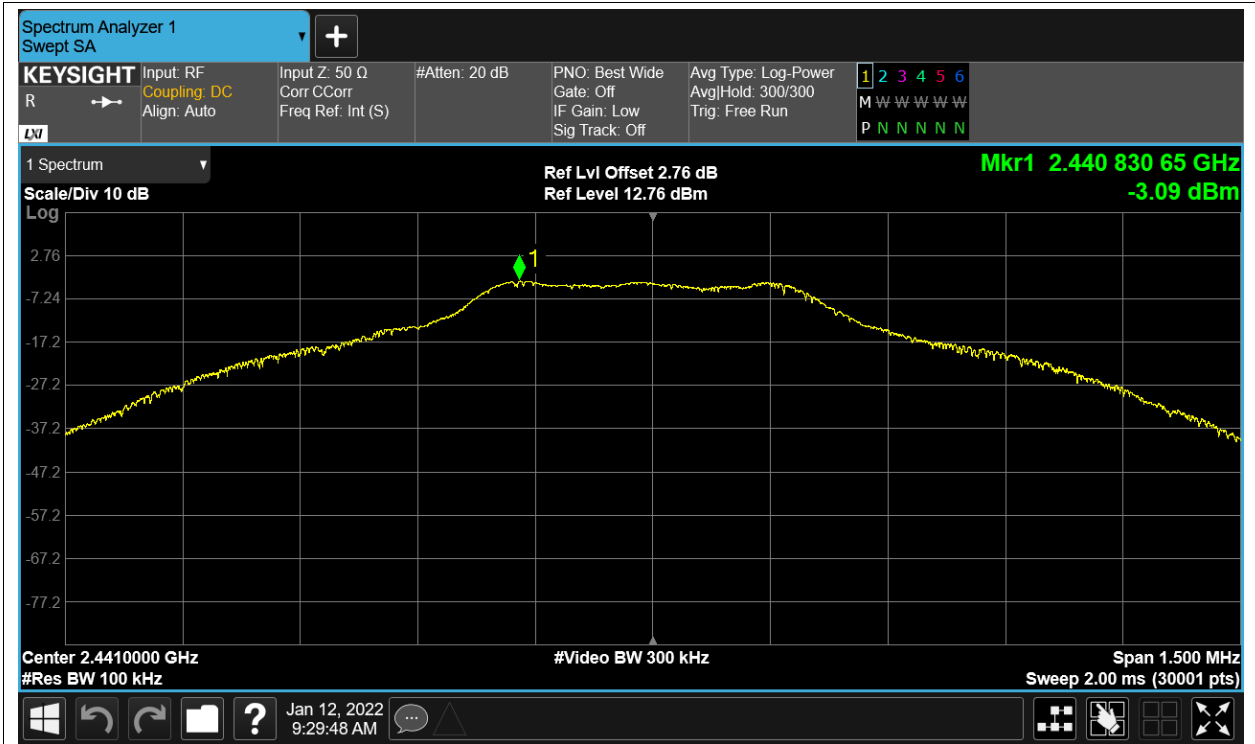 Spectrum Analyzer 1
Swept SA
+
KEYSIGHT
R
LXI
Input: RF
Coupling: DC
Align: Auto
Input Z: 50 Ω
Corr CCorr
Freq Ref: Int (S)
#Atten: 20 dB
PNO: Best Wide
Gate: Off
IF Gain: Low
Sig Track: Off
Avg Type: Log-Power
Avg|Hold: 300/300
Trig: Free Run
1 2 3 4 5 6
M W W W W W
P N N N N N
1 Spectrum
Scale/Div 10 dB
Log
Ref Lvl Offset 2.76 dB
Ref Level 12.76 dBm
Mkr1 2.440 830 65 GHz
-3.09 dBm
1
2.76
-7.24
-17.2
-27.2
-37.2
-47.2
-57.2
-67.2
-77.2
Center 2.4410000 GHz
#Res BW 100 kHz
#Video BW 300 kHz
Span 1.500 MHz
Sweep 2.00 ms (30001 pts)
?
Jan 12, 2022
9:29:48 AM